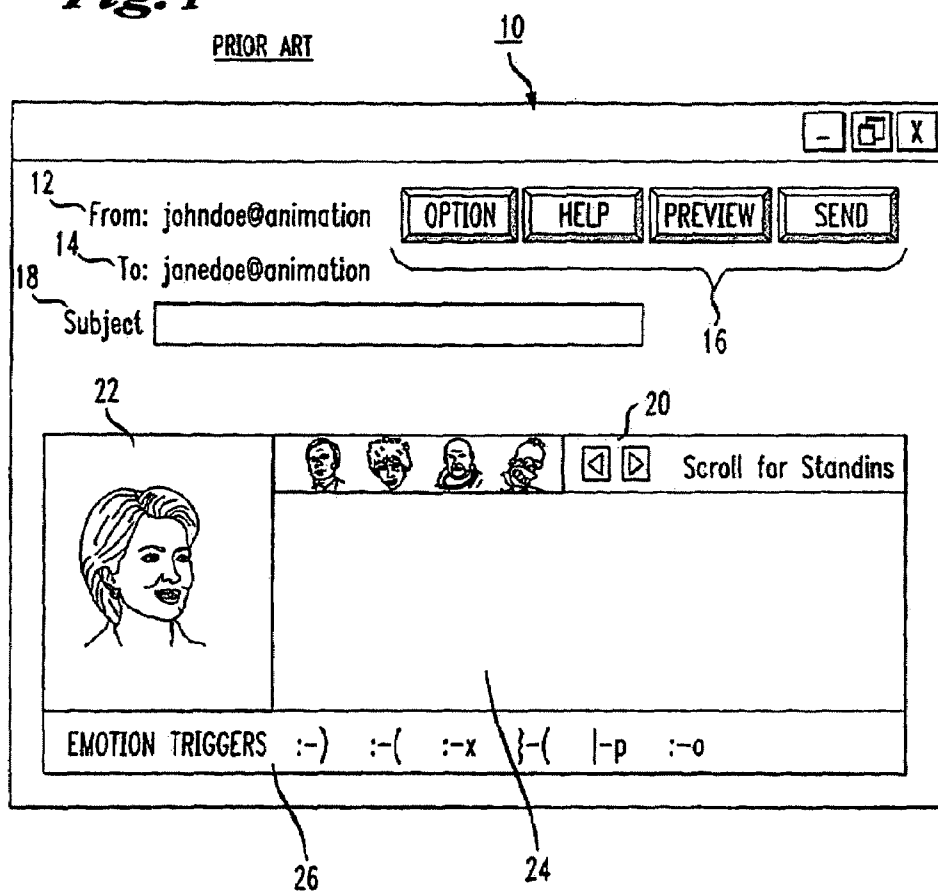 Fig. 1
PRIOR ART
10
_ X
12 From: johndoe@animation OPTION HELP PREVIEW SEND
14 To: janedoe@animation
18 Subject
16
22
20
Scroll for Standins
EMOTION TRIGGERS :-) :-( :-x }-( |-p :-o
26
24